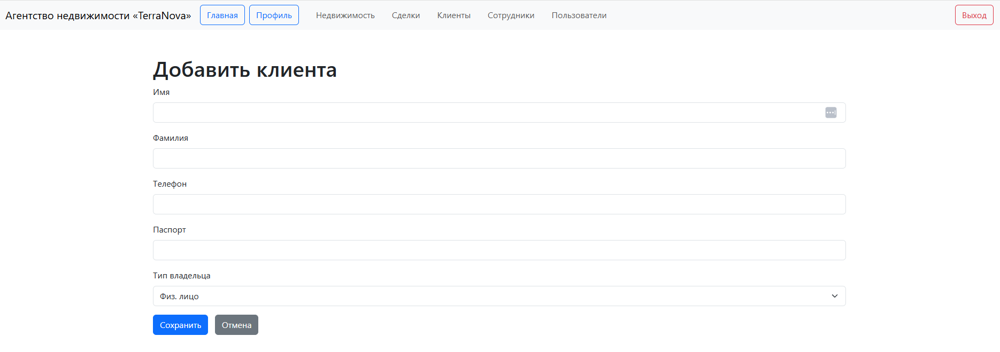 Агентство недвижимости «TerraNova» Главная Профиль Недвижимость Сделки Клиенты Сотрудники Пользователи Выход
Добавить клиента
Имя
Фамилия
Телефон
Паспорт
Тип владельца
Физ. лицо
Сохранить Отмена